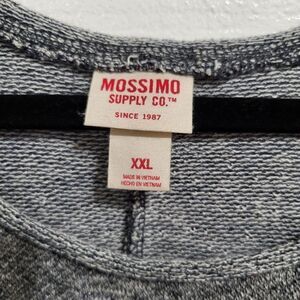 MOSSIMO
SUPPLY CO.™
SINCE 1987
XXL
MADE IN VIETNAM
HECHO EN VIETNAM